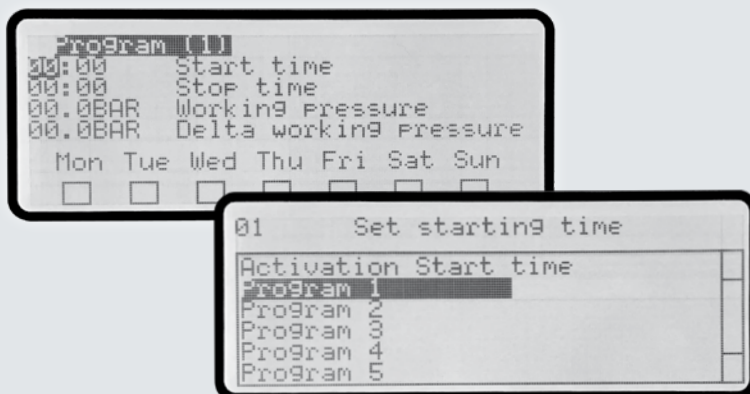 Program (1)
00:00 Start time
00:00 Stop time
00.0BAR Working pressure
00.0BAR Delta working pressure
Mon Tue Wed Thu Fri Sat Sun
01 Set starting time
Activation Start time
Program 1
Program 2
Program 3
Program 4
Program 5